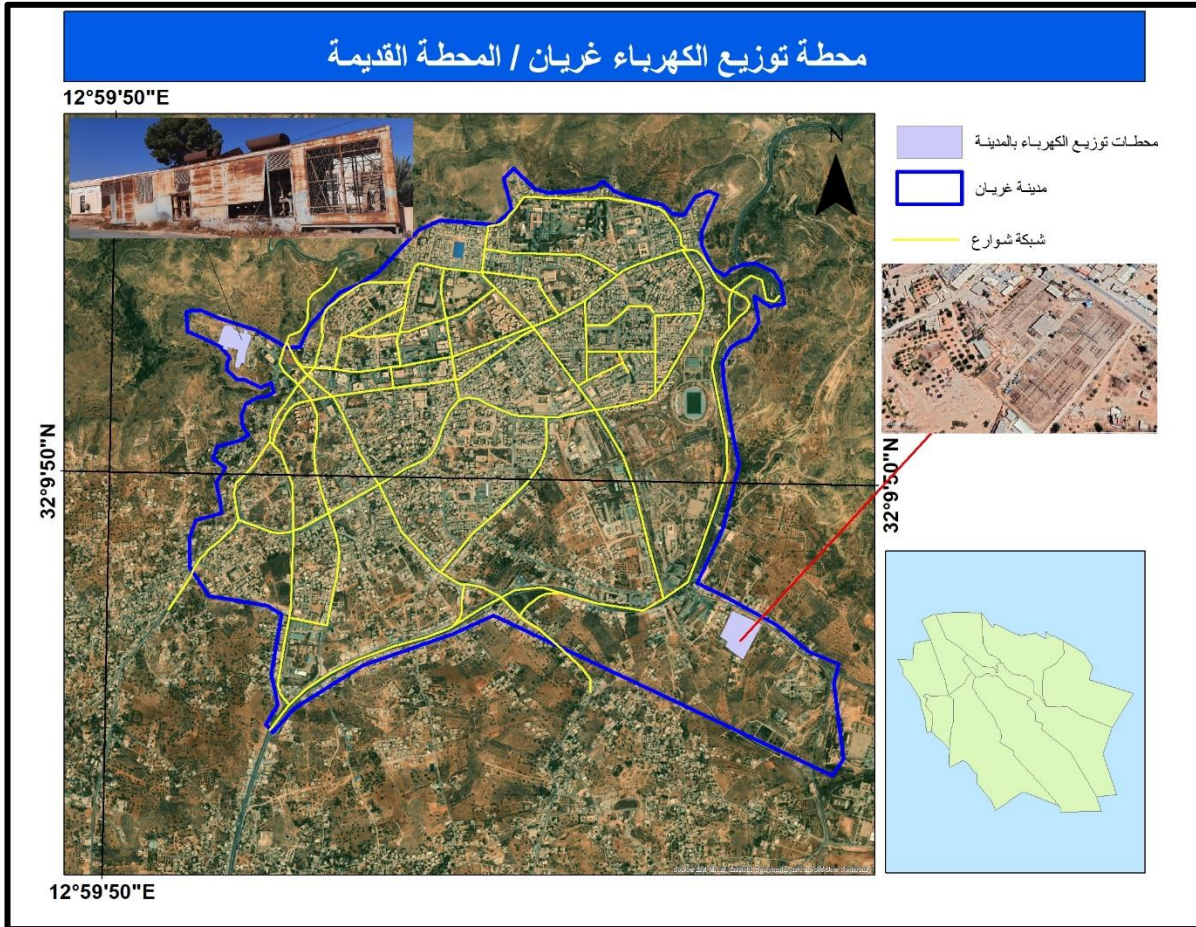 محطة توزيع الكهرباء غريان / المحطة القديمة
12°59'50"E
N
محطات توزيع الكهرباء بالمدينة
مدينة غريان
شبكة شوارع
32°9'50"N
32°9'50"N
12°59'50"E